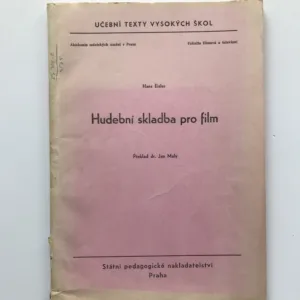 UČEBNÍ TEXTY VYSOKÝCH ŠKOL
Akademie musických umění v Praze Fakulta filmová a televizní
Hans Eisler
Hudební skladba pro film
Překlad dr. Jan Malý
Státní pedagogické nakladatelství
Praha